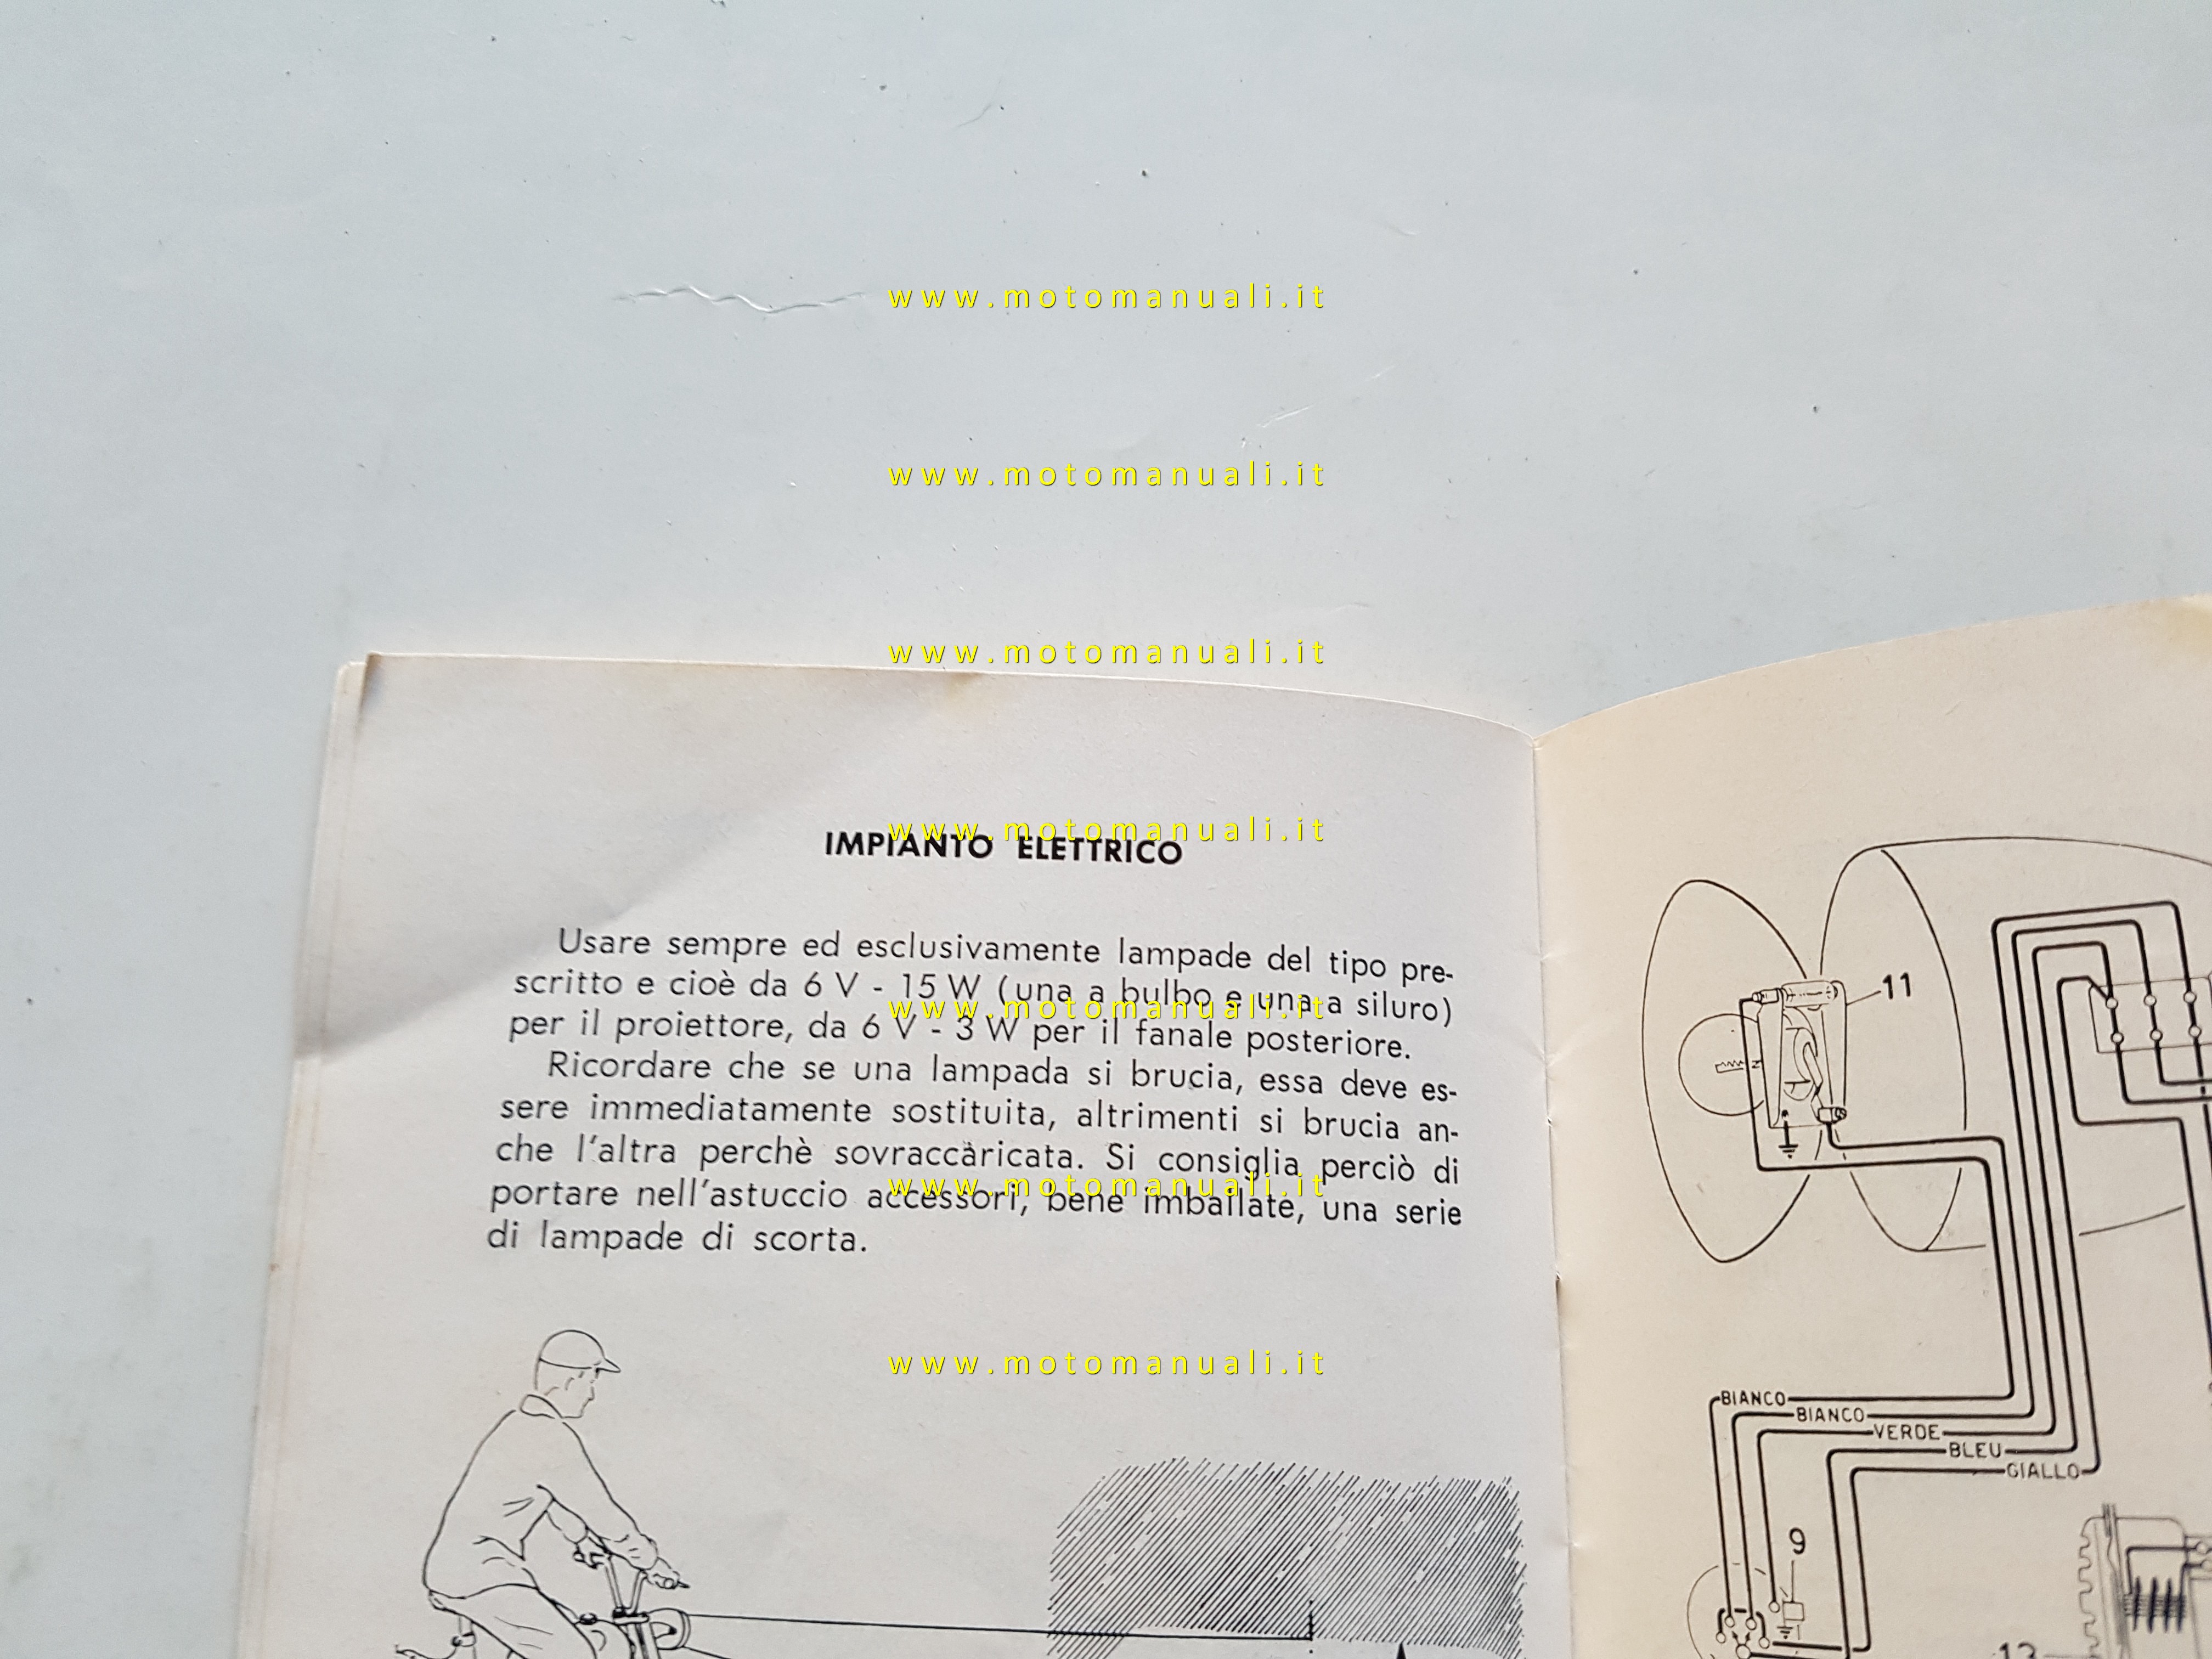 www.motomanuali.it
www.motomanuali.it
www.motomanuali.it
www.motomanuali.it
IMPIANTO ELETTRICO
Usare sempre ed esclusivamente lampade del tipo pre-
scritto e cioè da 6 V - 15 W (una a bulbo e una a siluro)
www.motomanuali.it
per il proiettore, da 6 V - 3 W per il fanale posteriore.
Ricordare che se una lampada si brucia, essa deve es-
sere immediatamente sostituita, altrimenti si brucia an-
che l'altra perchè sovraccàricata. Si consiglia perciò di
www.motomanuali.it
portare nell'astuccio accessori, bene imballate, una serie
di lampade di scorta.
www.motomanuali.it
11
BIANCO
BIANCO
VERDE
BLEU
GIALLO
9